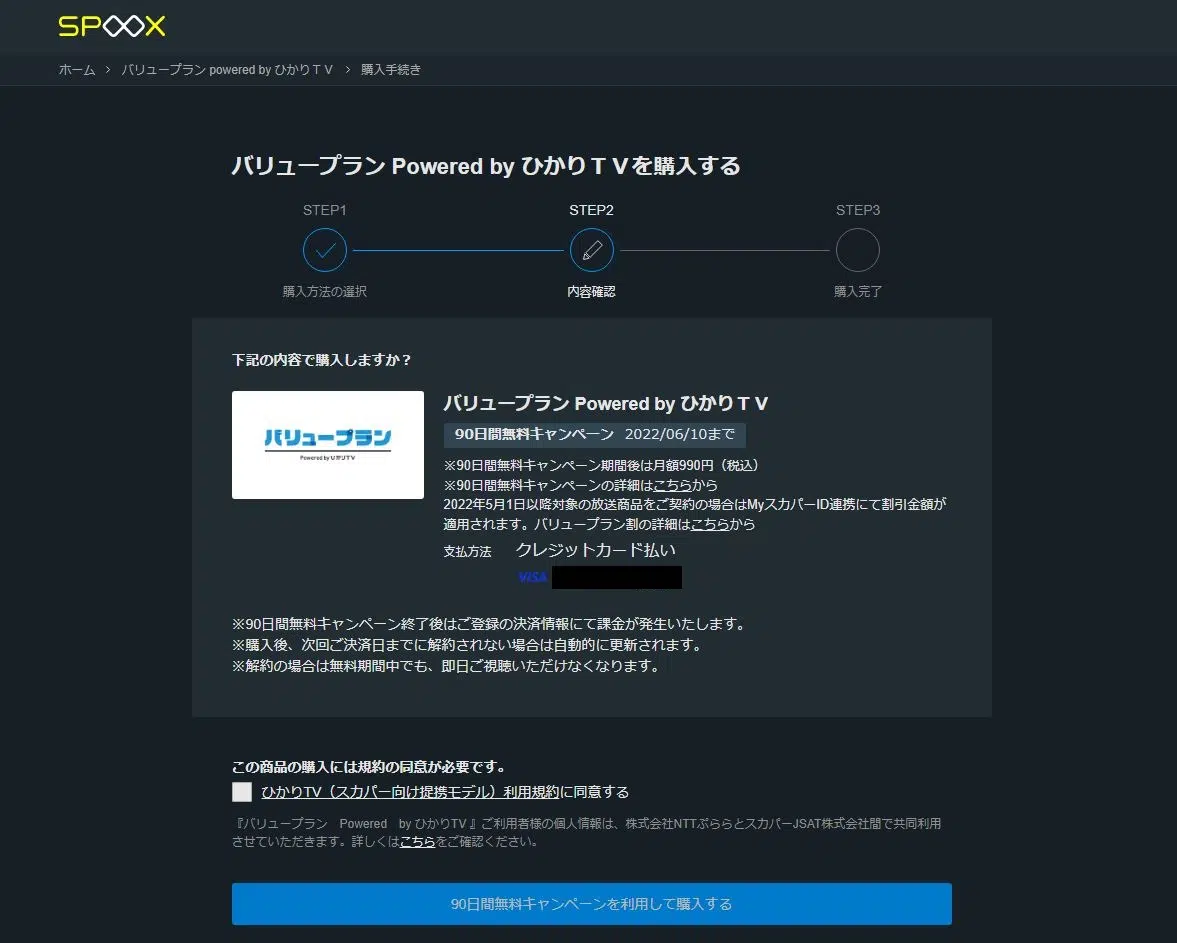 SPOOX
ホーム > バリュープラン powered by ひかりＴＶ > 購入手続き
バリュープラン Powered by ひかりＴＶを購入する
STEP1
STEP2
STEP3
購入方法の選択
内容確認
購入完了
下記の内容で購入しますか？
バリュープラン
Powered by ひかりTV
バリュープラン Powered by ひかりＴＶ
90日間無料キャンペーン 2022/06/10まで
※90日間無料キャンペーン期間後は月額990円（税込）
※90日間無料キャンペーンの詳細はこちらから
2022年5月1日以降対象の放送商品をご契約の場合はMyスカパーID連携にて割引金額が
適用されます。バリュープラン割の詳細はこちらから
支払方法 クレジットカード払い
VISA
※90日間無料キャンペーン終了後はご登録の決済情報にて課金が発生いたします。
※購入後、次回ご決済日までに解約されない場合は自動的に更新されます。
※解約の場合は無料期間中でも、即日ご視聴いただけなくなります。
この商品の購入には規約の同意が必要です。
ひかりTV（スカパー向け提携モデル）利用規約に同意する
『バリュープラン　Powered　by ひかりTV 』ご利用者様の個人情報は、株式会社NTTぷららとスカパーJSAT株式会社間で共同利用
させていただきます。詳しくはこちらをご確認ください。
90日間無料キャンペーンを利用して購入する